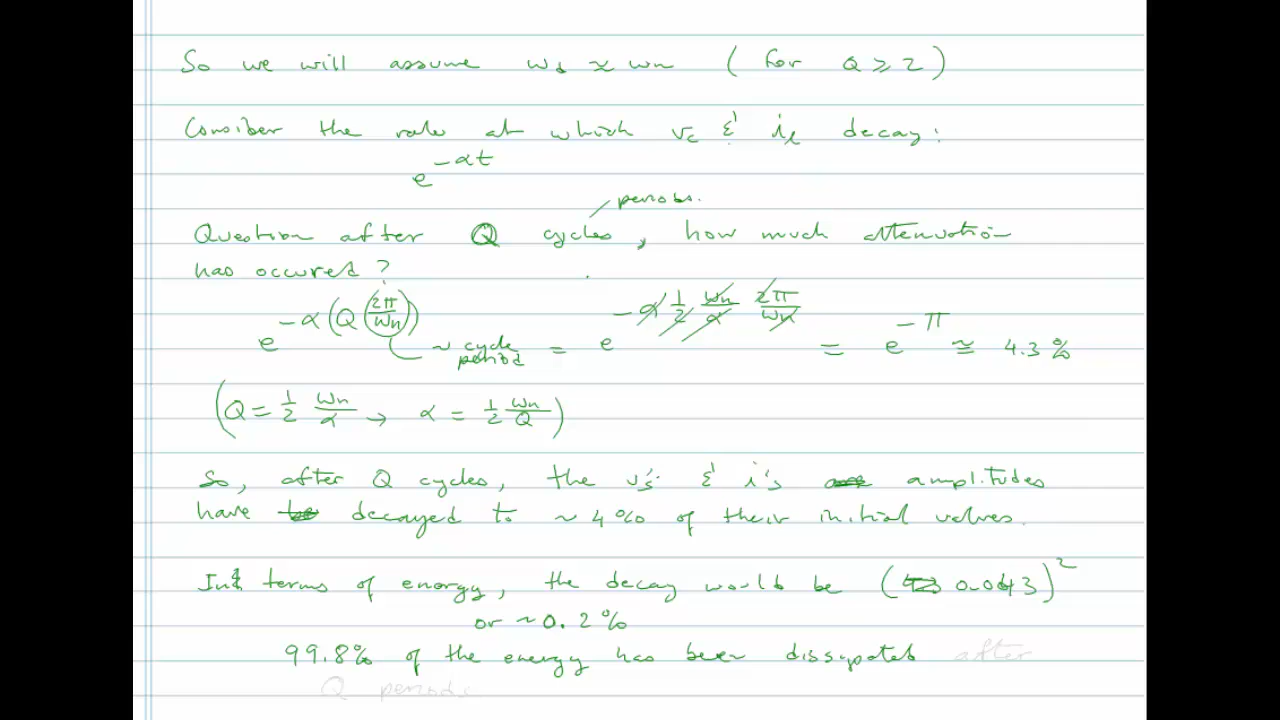 So we will assume ωd ≈ ωn (for Q ≥ 2)
Consider the rate at which vc & iL decay:
e^-αt
periods.
Question after Q cycles, how much attenuation
has occured?
e^-α(Q(2π/ωn)) = e^-α 1/2 ωn/α 2π/ωn = e^-π ≅ 4.3%
~ cycle period
(Q = 1/2 ωn/α → α = 1/2 ωn/Q)
So, after Q cycles, the v's & i's amplitudes
have decayed to ~ 4% of their initial values.
In terms of energy, the decay would be (0.043)^2
or ~0.2%
99.8% of the energy has been dissipated after
Q periods.